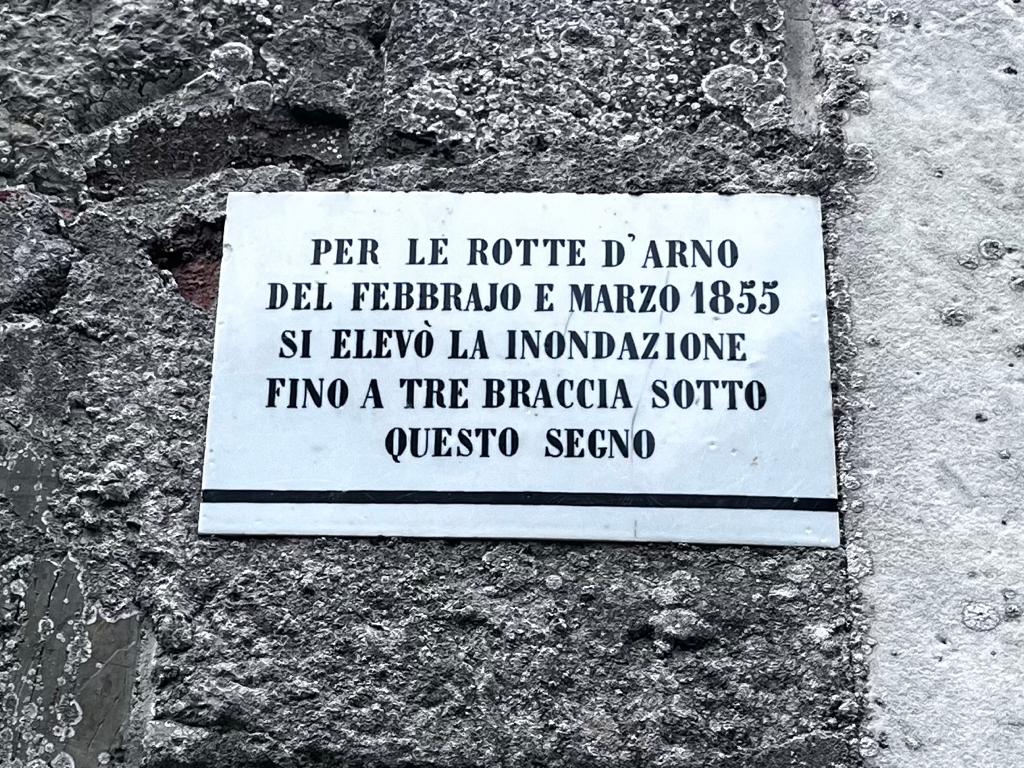 PER LE ROTTE D'ARNO
DEL FEBBRAJO E MARZO 1855
SI ELEVÒ LA INONDAZIONE
FINO A TRE BRACCIA SOTTO
QUESTO SEGNO